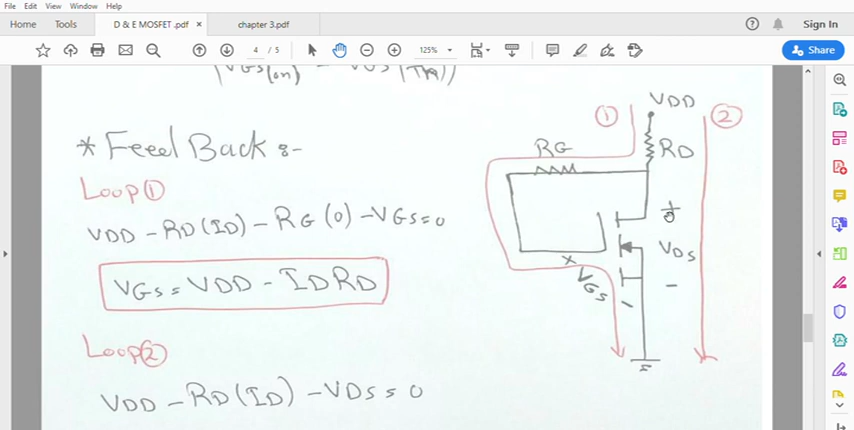 File Edit View Window Help
Home Tools D & E MOSFET .pdf × chapter 3.pdf Sign In
4 / 5 125% Share
* Feeel Back :-
Loop ①
VDD - RD (ID) - RG (0) - VGS = 0
VGS = VDD - IDRD
Loop ②
VDD - RD (ID) - VDS = 0
① VDD ②
RG RD
VDS
-
VGS -